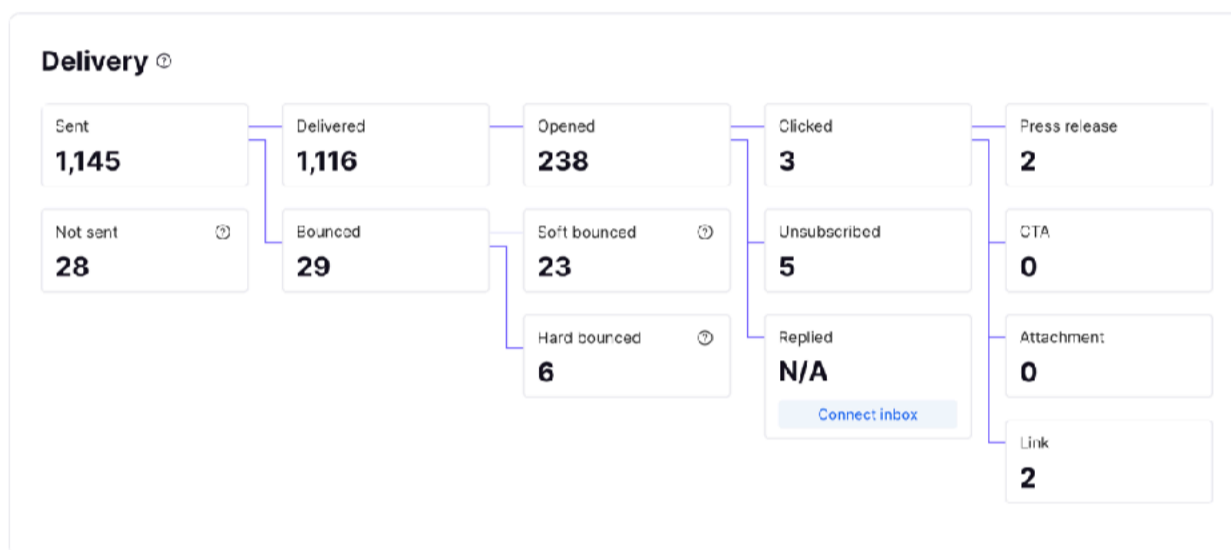 Delivery
Sent
1,145
Delivered
1,116
Opened
238
Clicked
3
Press release
2
Not sent
28
Bounced
29
Soft bounced
23
Unsubscribed
5
CTA
0
Hard bounced
6
Replied
N/A
Connect inbox
Attachment
0
Link
2